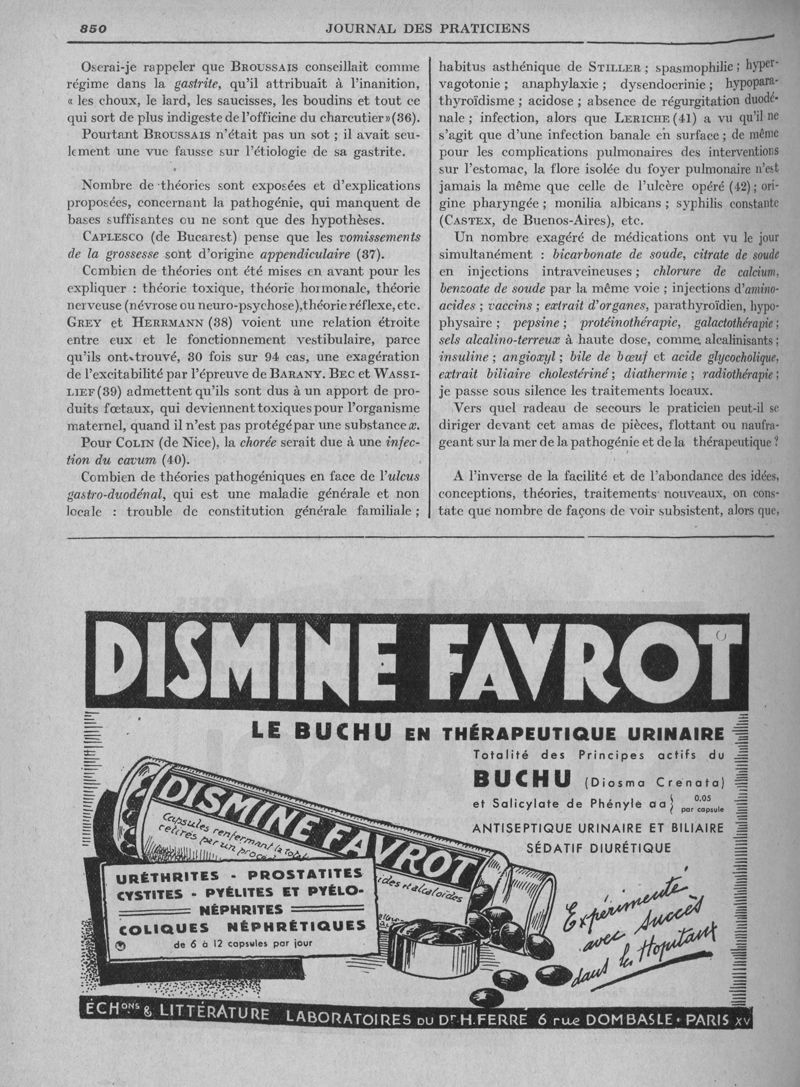 850
JOURNAL DES PRATICIENS
Oserai-je rappeler que BROUSSAIS conseillait comme
régime dans la gastrite, qu'il attribuait à l'inanition,
« les choux, le lard, les saucisses, les boudins et tout ce
qui sort de plus indigeste de l'officine du charcutier » (36).
Pourtant BROUSSAIS n'était pas un sot ; il avait seu-
lement une vue fausse sur l'étiologie de sa gastrite.
Nombre de théories sont exposées et d'explications
proposées, concernant la pathogénie, qui manquent de
bases suffisantes ou ne sont que des hypothèses.
CAPLESCO (de Bucarest) pense que les vomissements
de la grossesse sont d'origine appendiculaire (37).
Combien de théories ont été mises en avant pour les
expliquer : théorie toxique, théorie hormonale, théorie
nerveuse (névrose ou neuro-psychose), théorie réflexe, etc.
GREY et HERRMANN (38) voient une relation étroite
entre eux et le fonctionnement vestibulaire, parce
qu'ils ont trouvé, 30 fois sur 94 cas, une exagération
de l'excitabilité par l'épreuve de BARANY. BEC et WASSI-
LIEF (39) admettent qu'ils sont dus à un apport de pro-
duits fœtaux, qui deviennent toxiques pour l'organisme
maternel, quand il n'est pas protégé par une substance x.
Pour COLIN (de Nice), la chorée serait due à une infec-
tion du cavum (40).
Combien de théories pathogéniques en face de l'ulcus
gastro-duodénal, qui est une maladie générale et non
locale : trouble de constitution générale familiale ;
habitus asthénique de STILLER ; spasmophilie ; hyper-
vagotonie ; anaphylaxie ; dysendocrinie ; hypopara-
thyroïdisme ; acidose ; absence de régurgitation duodé-
nale ; infection, alors que LERICHE (41) a vu qu'il ne
s'agit que d'une infection banale en surface ; de même
pour les complications pulmonaires des interventions
sur l'estomac, la flore isolée du foyer pulmonaire n'est
jamais la même que celle de l'ulcère opéré (42) ; ori-
gine pharyngée ; monilia albicans ; syphilis constante
(CASTEX, de Buenos-Aires), etc.
Un nombre exagéré de médications ont vu le jour
simultanément : bicarbonate de soude, citrate de soude
en injections intraveineuses ; chlorure de calcium,
benzoate de soude par la même voie ; injections d'amino-
acides ; vaccins ; extrait d'organes, parathyroïdien, hypo-
physaire ; pepsine ; protéinothérapie, galactothérapie ;
sels alcalino-terreux à haute dose, comme alcalinisants ;
insuline ; angioxyl ; bile de bœuf et acide glycocholique,
extrait biliaire cholestériné ; diathermie ; radiothérapie ;
je passe sous silence les traitements locaux.
Vers quel radeau de secours le praticien peut-il se
diriger devant cet amas de pièces, flottant ou naufra-
geant sur la mer de la pathogénie et de la thérapeutique ?
A l'inverse de la facilité et de l'abondance des idées,
conceptions, théories, traitements nouveaux, on cons-
tate que nombre de façons de voir subsistent, alors que,
DISMINE FAVROT
LE BUCHU EN THÉRAPEUTIQUE URINAIRE
Totalité des Principes actifs du
BUCHU (Diosma Crenata)
et Salicylate de Phényle aa } 0,05
par capsule
ANTISEPTIQUE URINAIRE ET BILIAIRE
SÉDATIF DIURÉTIQUE
DISMINE FAVROT
Capsules renfermant la
retirés par un
ides et alcaloïdes
URÉTHRITES - PROSTATITES
CYSTITES - PYÉLITES ET PYÉLO-
NÉPHRITES
COLIQUES NÉPHRÉTIQUES
de 6 à 12 capsules par jour
Expérimenté
avec Succès
dans les Hopitaux
ÉCHons & LITTÉRATURE LABORATOIRES DU Dr. H. FERRÉ 6 rue DOMBASLE • PARIS XV